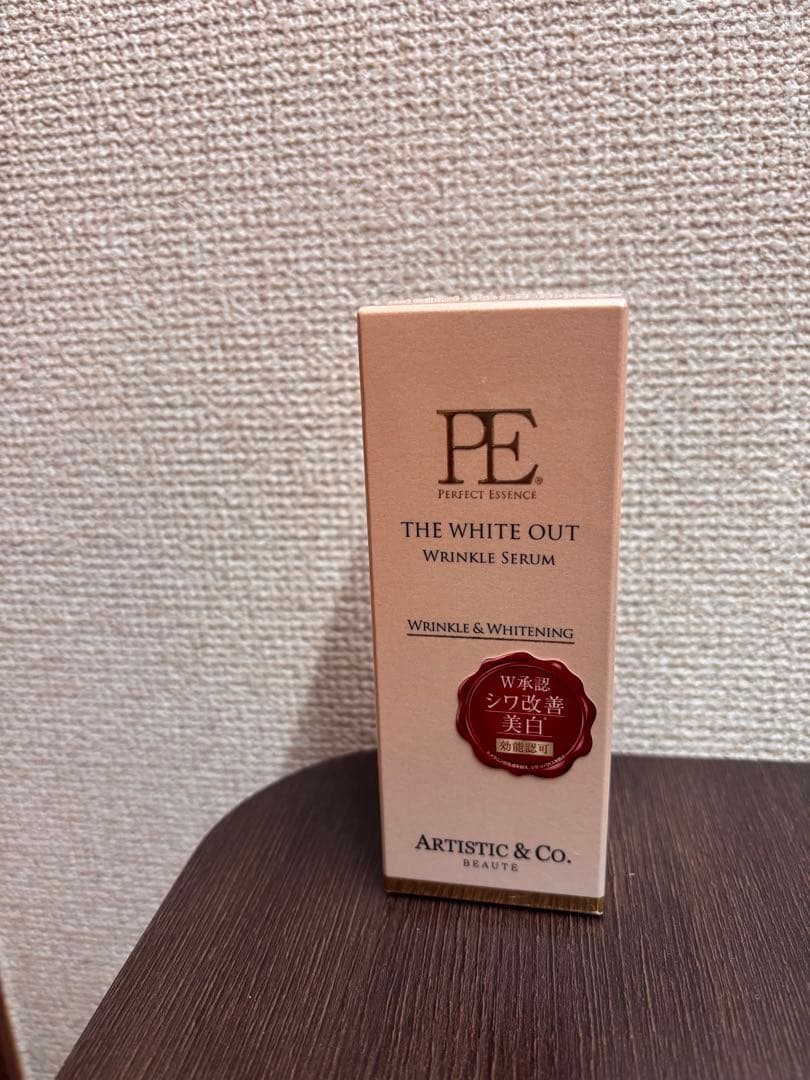 PE®
PERFECT ESSENCE
THE WHITE OUT
WRINKLE SERUM
WRINKLE & WHITENING
W承認
シワ改善
美白*
効能認可
ARTISTIC & CO.
BEAUTÉ